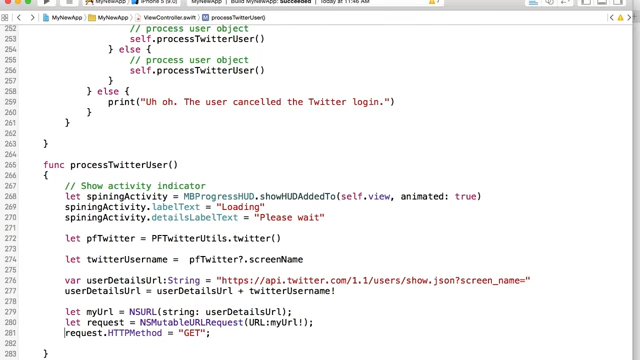 MyNewApp
iPhone 5 (9.0)
MyNewApp: Build MyNewApp: Succeeded
Today at 11:46 AM
MyNewApp
MyNewApp
ViewController.swift
processTwitterUser()
252 // process user object
253 self.processTwitterUser()
254 } else {
255 // process user object
256 self.processTwitterUser()
257 }
258 } else {
259 print("Uh oh. The user cancelled the Twitter login.")
260 }
261 }
262
263 }
264
265 func processTwitterUser()
266 {
267 // Show activity indicator
268 let spiningActivity = MBProgressHUD.showHUDAddedTo(self.view, animated: true)
269 spiningActivity.labelText = "Loading"
270 spiningActivity.detailsLabelText = "Please wait"
271
272 let pfTwitter = PFTwitterUtils.twitter()
273
274 let twitterUsername = pfTwitter?.screenName
275
276 var userDetailsUrl:String = "https://api.twitter.com/1.1/users/show.json?screen_name="
277 userDetailsUrl = userDetailsUrl + twitterUsername!
278
279 let myUrl = NSURL(string: userDetailsUrl);
280 let request = NSMutableURLRequest(URL:myUrl!);
281 request.HTTPMethod = "GET";
282
283 }